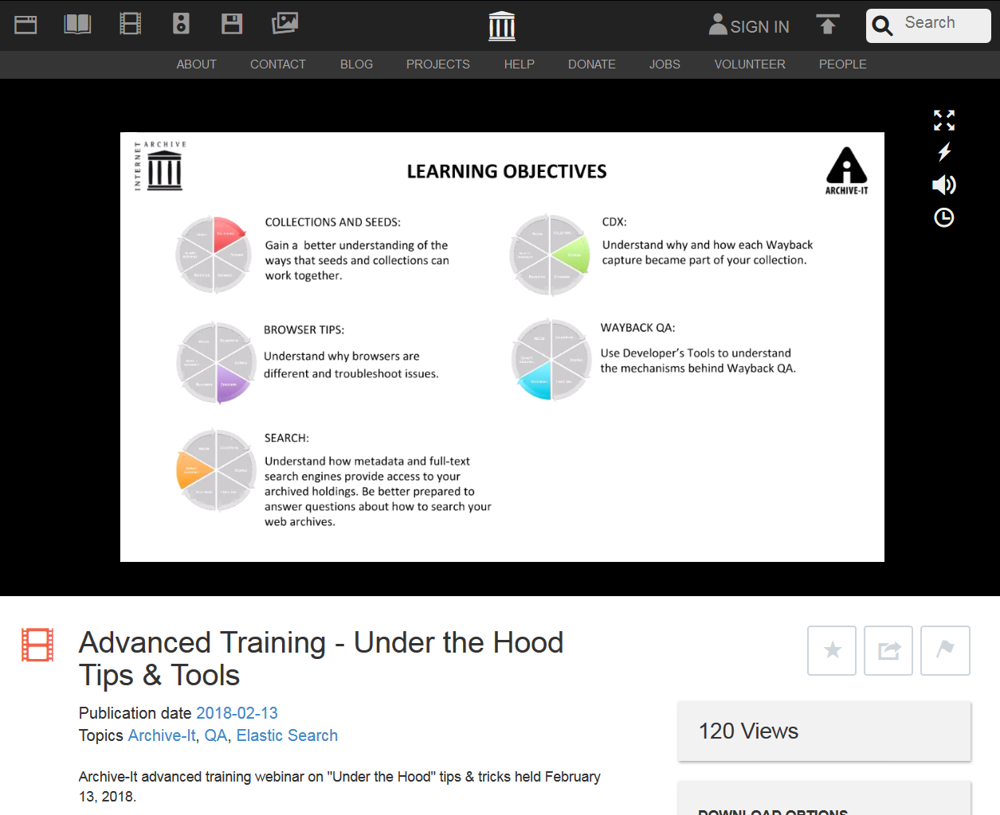 SIGN IN
Search
ABOUT CONTACT BLOG PROJECTS HELP DONATE JOBS VOLUNTEER PEOPLE
INTERNET ARCHIVE
LEARNING OBJECTIVES
ARCHIVE-IT
COLLECTIONS AND SEEDS:
Gain a better understanding of the
ways that seeds and collections can
work together.
CDX:
Understand why and how each Wayback
capture became part of your collection.
BROWSER TIPS:
Understand why browsers are
different and troubleshoot issues.
WAYBACK QA:
Use Developer's Tools to understand
the mechanisms behind Wayback QA.
SEARCH:
Understand how metadata and full-text
search engines provide access to your
archived holdings. Be better prepared to
answer questions about how to search your
web archives.
Advanced Training - Under the Hood
Tips & Tools
Publication date 2018-02-13
Topics Archive-It, QA, Elastic Search
Archive-It advanced training webinar on "Under the Hood" tips & tricks held February
13, 2018.
120 Views
DOWNLOAD OPTIONS